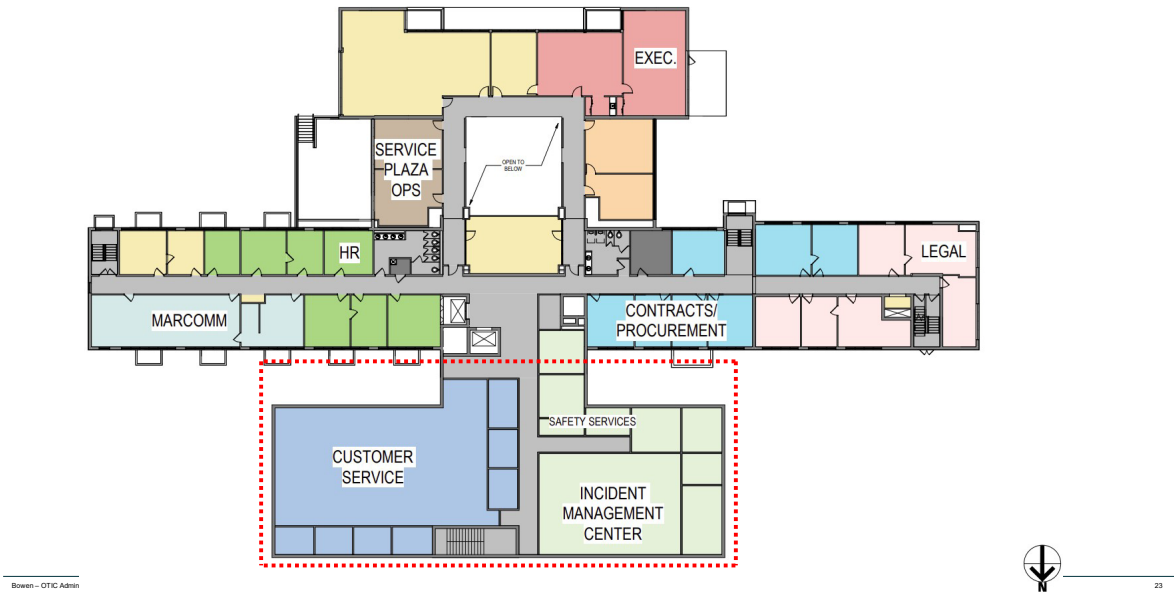 EXEC.
SERVICE
PLAZA
OPS
OPEN TO
BELOW
HR
LEGAL
MARCOMM
CONTRACTS/
PROCUREMENT
SAFETY SERVICES
CUSTOMER
SERVICE
INCIDENT
MANAGEMENT
CENTER
N
Bowen – OTIC Admin
23